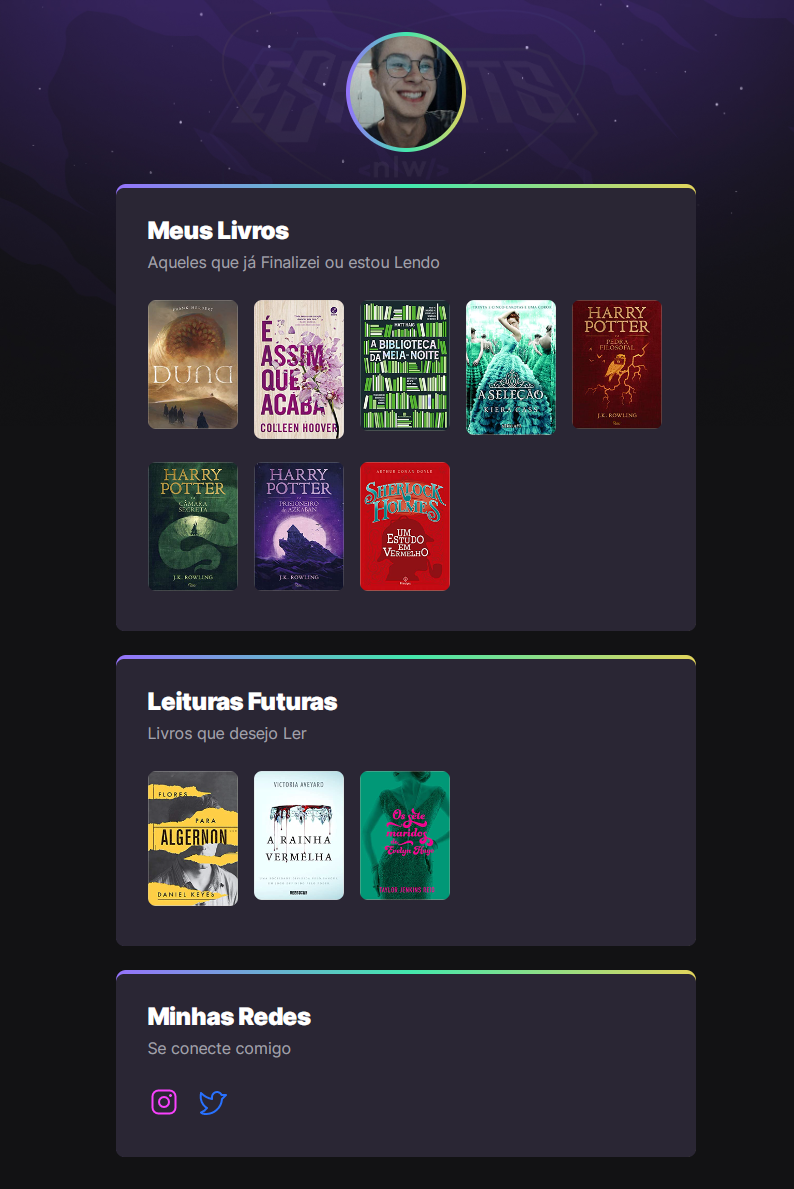 ESPORTS
<nlw/>
Meus Livros
Aqueles que já Finalizei ou estou Lendo
FRANK HERBERT
DUNA
É
ASSIM
QUE
ACABA
COLLEEN HOOVER
MATT HAIG
A BIBLIOTECA
DA MEIA-NOITE
A SELEÇÃO
KIERA CASS
HARRY
POTTER
PEDRA
FILOSOFAL
J.K. ROWLING
HARRY
POTTER
CÂMARA
SECRETA
J.K. ROWLING
HARRY
POTTER
PRISIONEIRO
de AZKABAN
J.K. ROWLING
ARTHUR CONAN DOYLE
SHERLOCK
HOLMES
UM
ESTUDO
EM
VERMELHO
Leituras Futuras
Livros que desejo Ler
FLORES
PARA
ALGERNON
DANIEL KEYES
VICTORIA AVEYARD
A RAINHA
VERMELHA
Os sete
maridos
Evelyn Hugo
TAYLOR JENKINS REID
Minhas Redes
Se conecte comigo